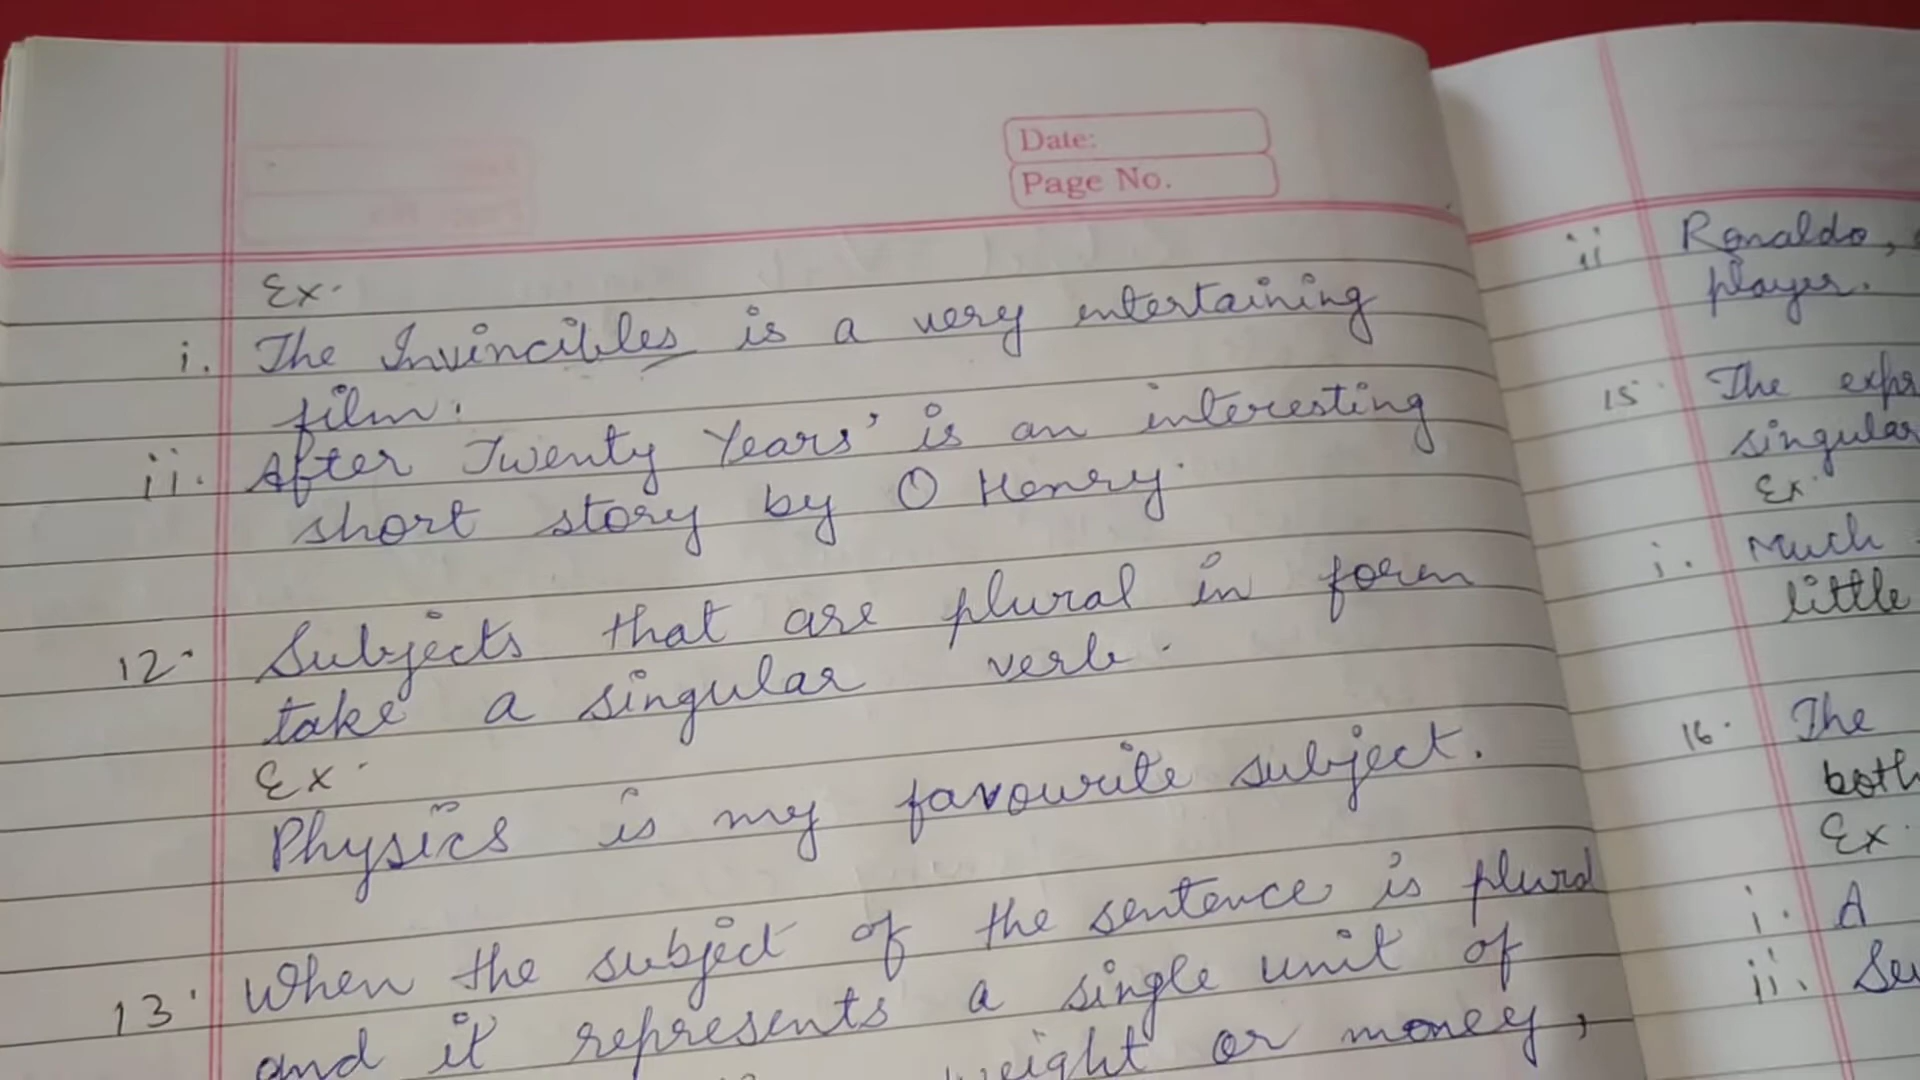 Date:
Page No.
Ex.
i. The Invincibles is a very entertaining
film.
ii. After Twenty Years' is an interesting
short story by O Henry.
12. Subjects that are plural in form
take a singular verb.
Ex.
Physics is my favourite subject.
13. When the subject of the sentence is plural
and it represents a single unit of
weight or money,
ii Ronaldo,
player.
15. The
singular
Ex.
i. Much
little
16. The
both
Ex.
i. A
ii.